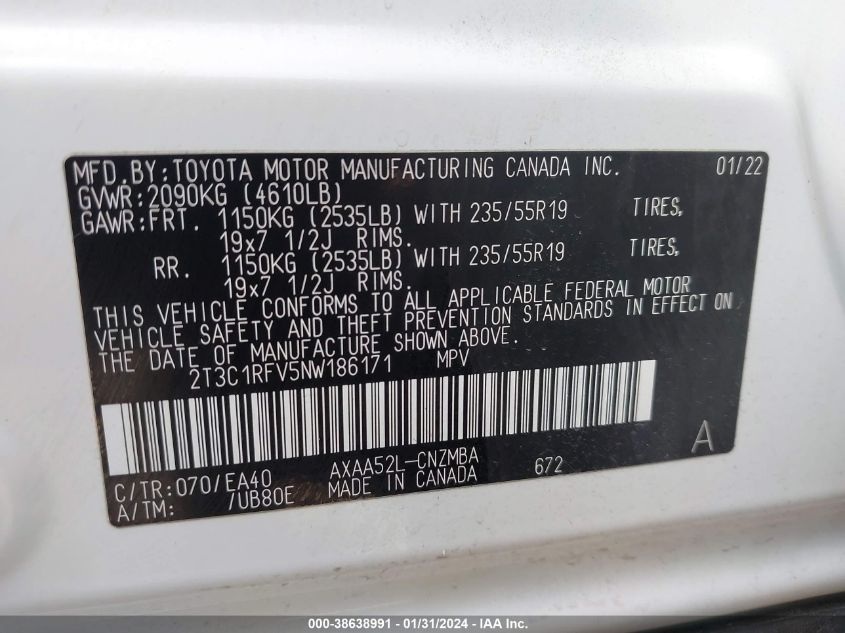 MFD.BY:TOYOTA MOTOR MANUFACTURING CANADA INC. 01/22
GVWR:2090KG (4610LB)
GAWR:FRT. 1150KG (2535LB) WITH 235/55R19 TIRES,
19x7 1/2J RIMS.
RR. 1150KG (2535LB) WITH 235/55R19 TIRES,
19x7 1/2J RIMS.
THIS VEHICLE CONFORMS TO ALL APPLICABLE FEDERAL MOTOR
VEHICLE SAFETY AND THEFT PREVENTION STANDARDS IN EFFECT ON
THE DATE OF MANUFACTURE SHOWN ABOVE.
2T3C1RFV5NW186171 MPV
A
C/TR:070/EA40 AXAA52L-CNZMBA 672
A/TM: /UB80E MADE IN CANADA
000-38638991 - 01/31/2024 - IAA Inc.